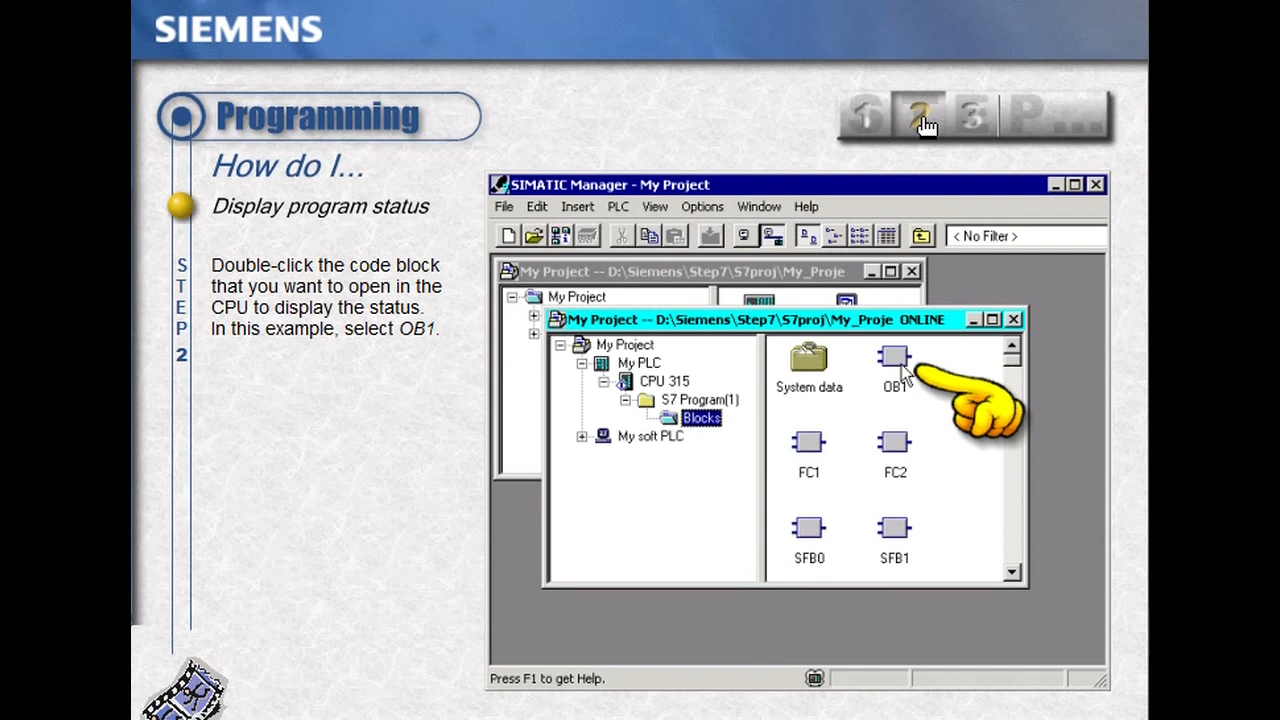 SIEMENS
Programming
1 2 3 P...
How do I...
Display program status
STEP 2
Double-click the code block
that you want to open in the
CPU to display the status.
In this example, select OB1.
SIMATIC Manager - My Project
File Edit Insert PLC View Options Window Help
< No Filter >
My Project -- D:\Siemens\Step7\S7proj\My_Proje
My Project
My Project -- D:\Siemens\Step7\S7proj\My_Proje ONLINE
My Project
My PLC
CPU 315
S7 Program(1)
Blocks
My soft PLC
System data
OB1
FC1
FC2
SFB0
SFB1
Press F1 to get Help.